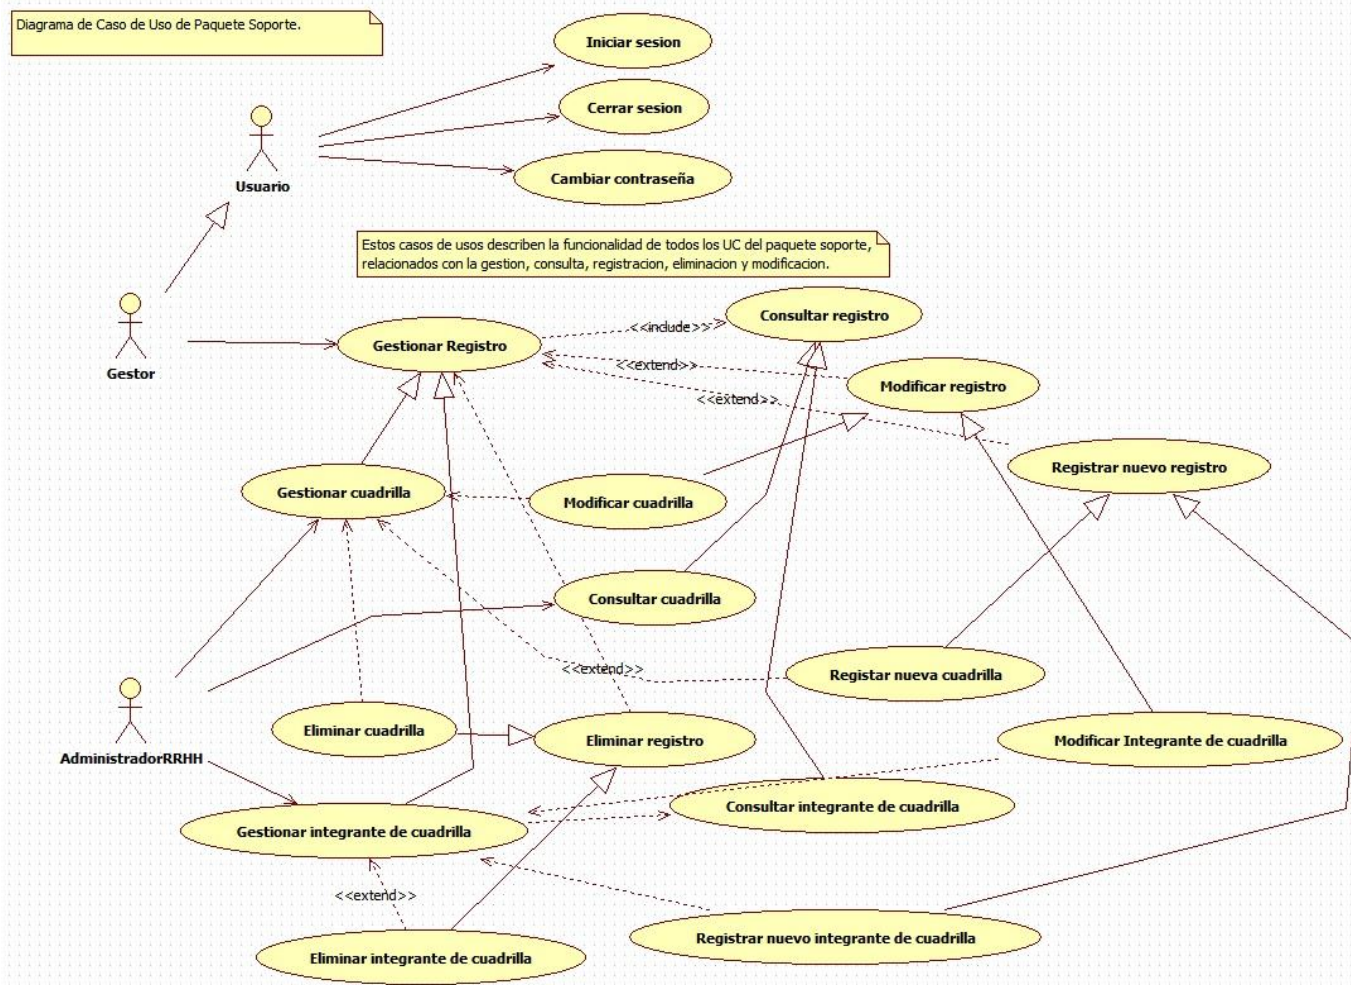 Diagrama de Caso de Uso de Paquete Soporte.
Iniciar sesion
Cerrar sesion
Cambiar contraseña
Usuario
Estos casos de usos describen la funcionalidad de todos los UC del paquete soporte,
relacionados con la gestion, consulta, registracion, eliminacion y modificacion.
Gestor
Gestionar Registro
<<include>>
Consultar registro
<<extend>>
Modificar registro
<<extend>>
Registrar nuevo registro
Gestionar cuadrilla
Modificar cuadrilla
Consultar cuadrilla
<<extend>>
Registar nueva cuadrilla
AdministradorRRHH
Eliminar cuadrilla
Eliminar registro
Modificar Integrante de cuadrilla
Gestionar integrante de cuadrilla
Consultar integrante de cuadrilla
<<extend>>
Eliminar integrante de cuadrilla
Registrar nuevo integrante de cuadrilla